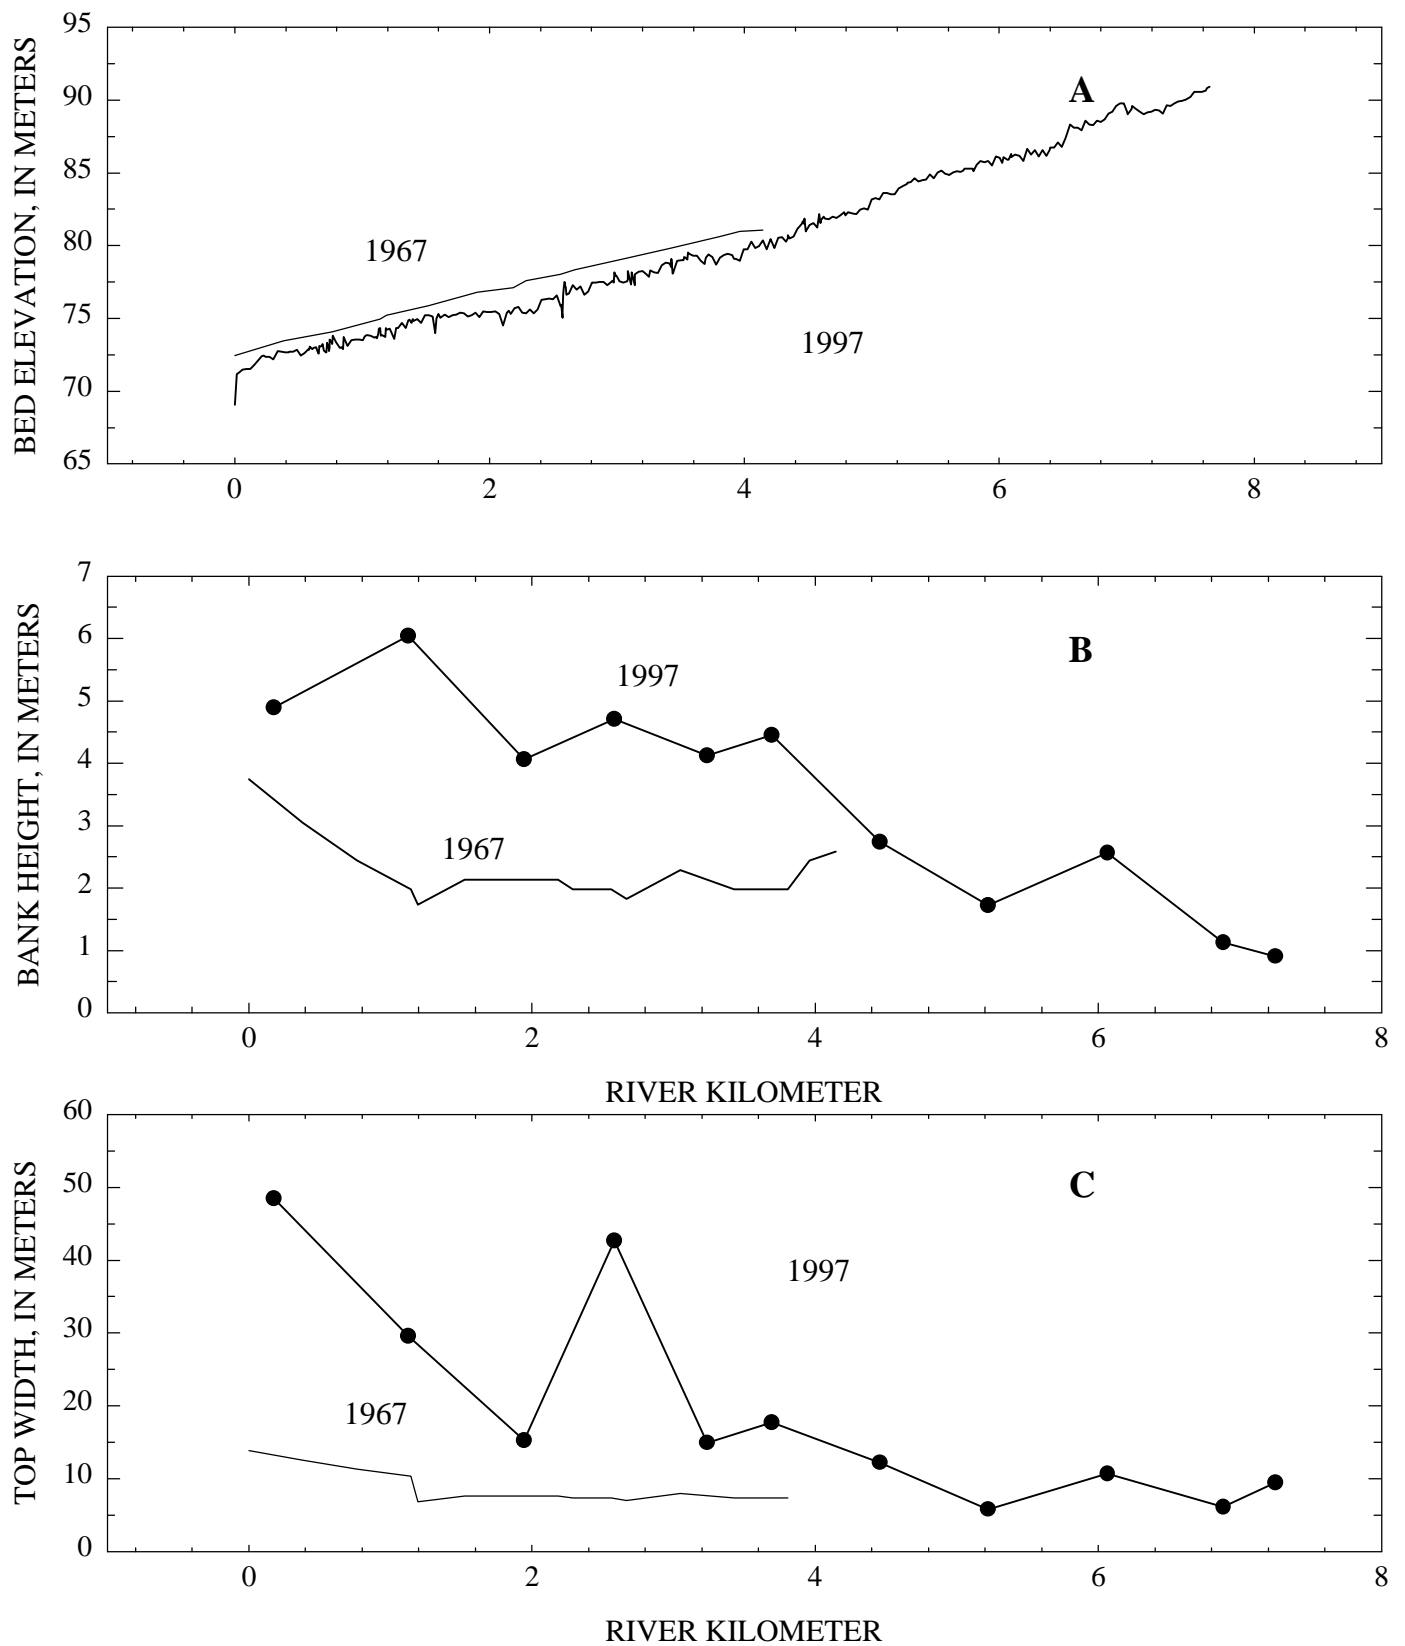 95
90
85
80
75
70
65
BED ELEVATION, IN METERS
A
1967
1997
0 2 4 6 8
7
6
5
4
3
2
1
0
BANK HEIGHT, IN METERS
B
1997
1967
0 2 4 6 8
RIVER KILOMETER
60
50
40
30
20
10
0
TOP WIDTH, IN METERS
C
1997
1967
0 2 4 6 8
RIVER KILOMETER